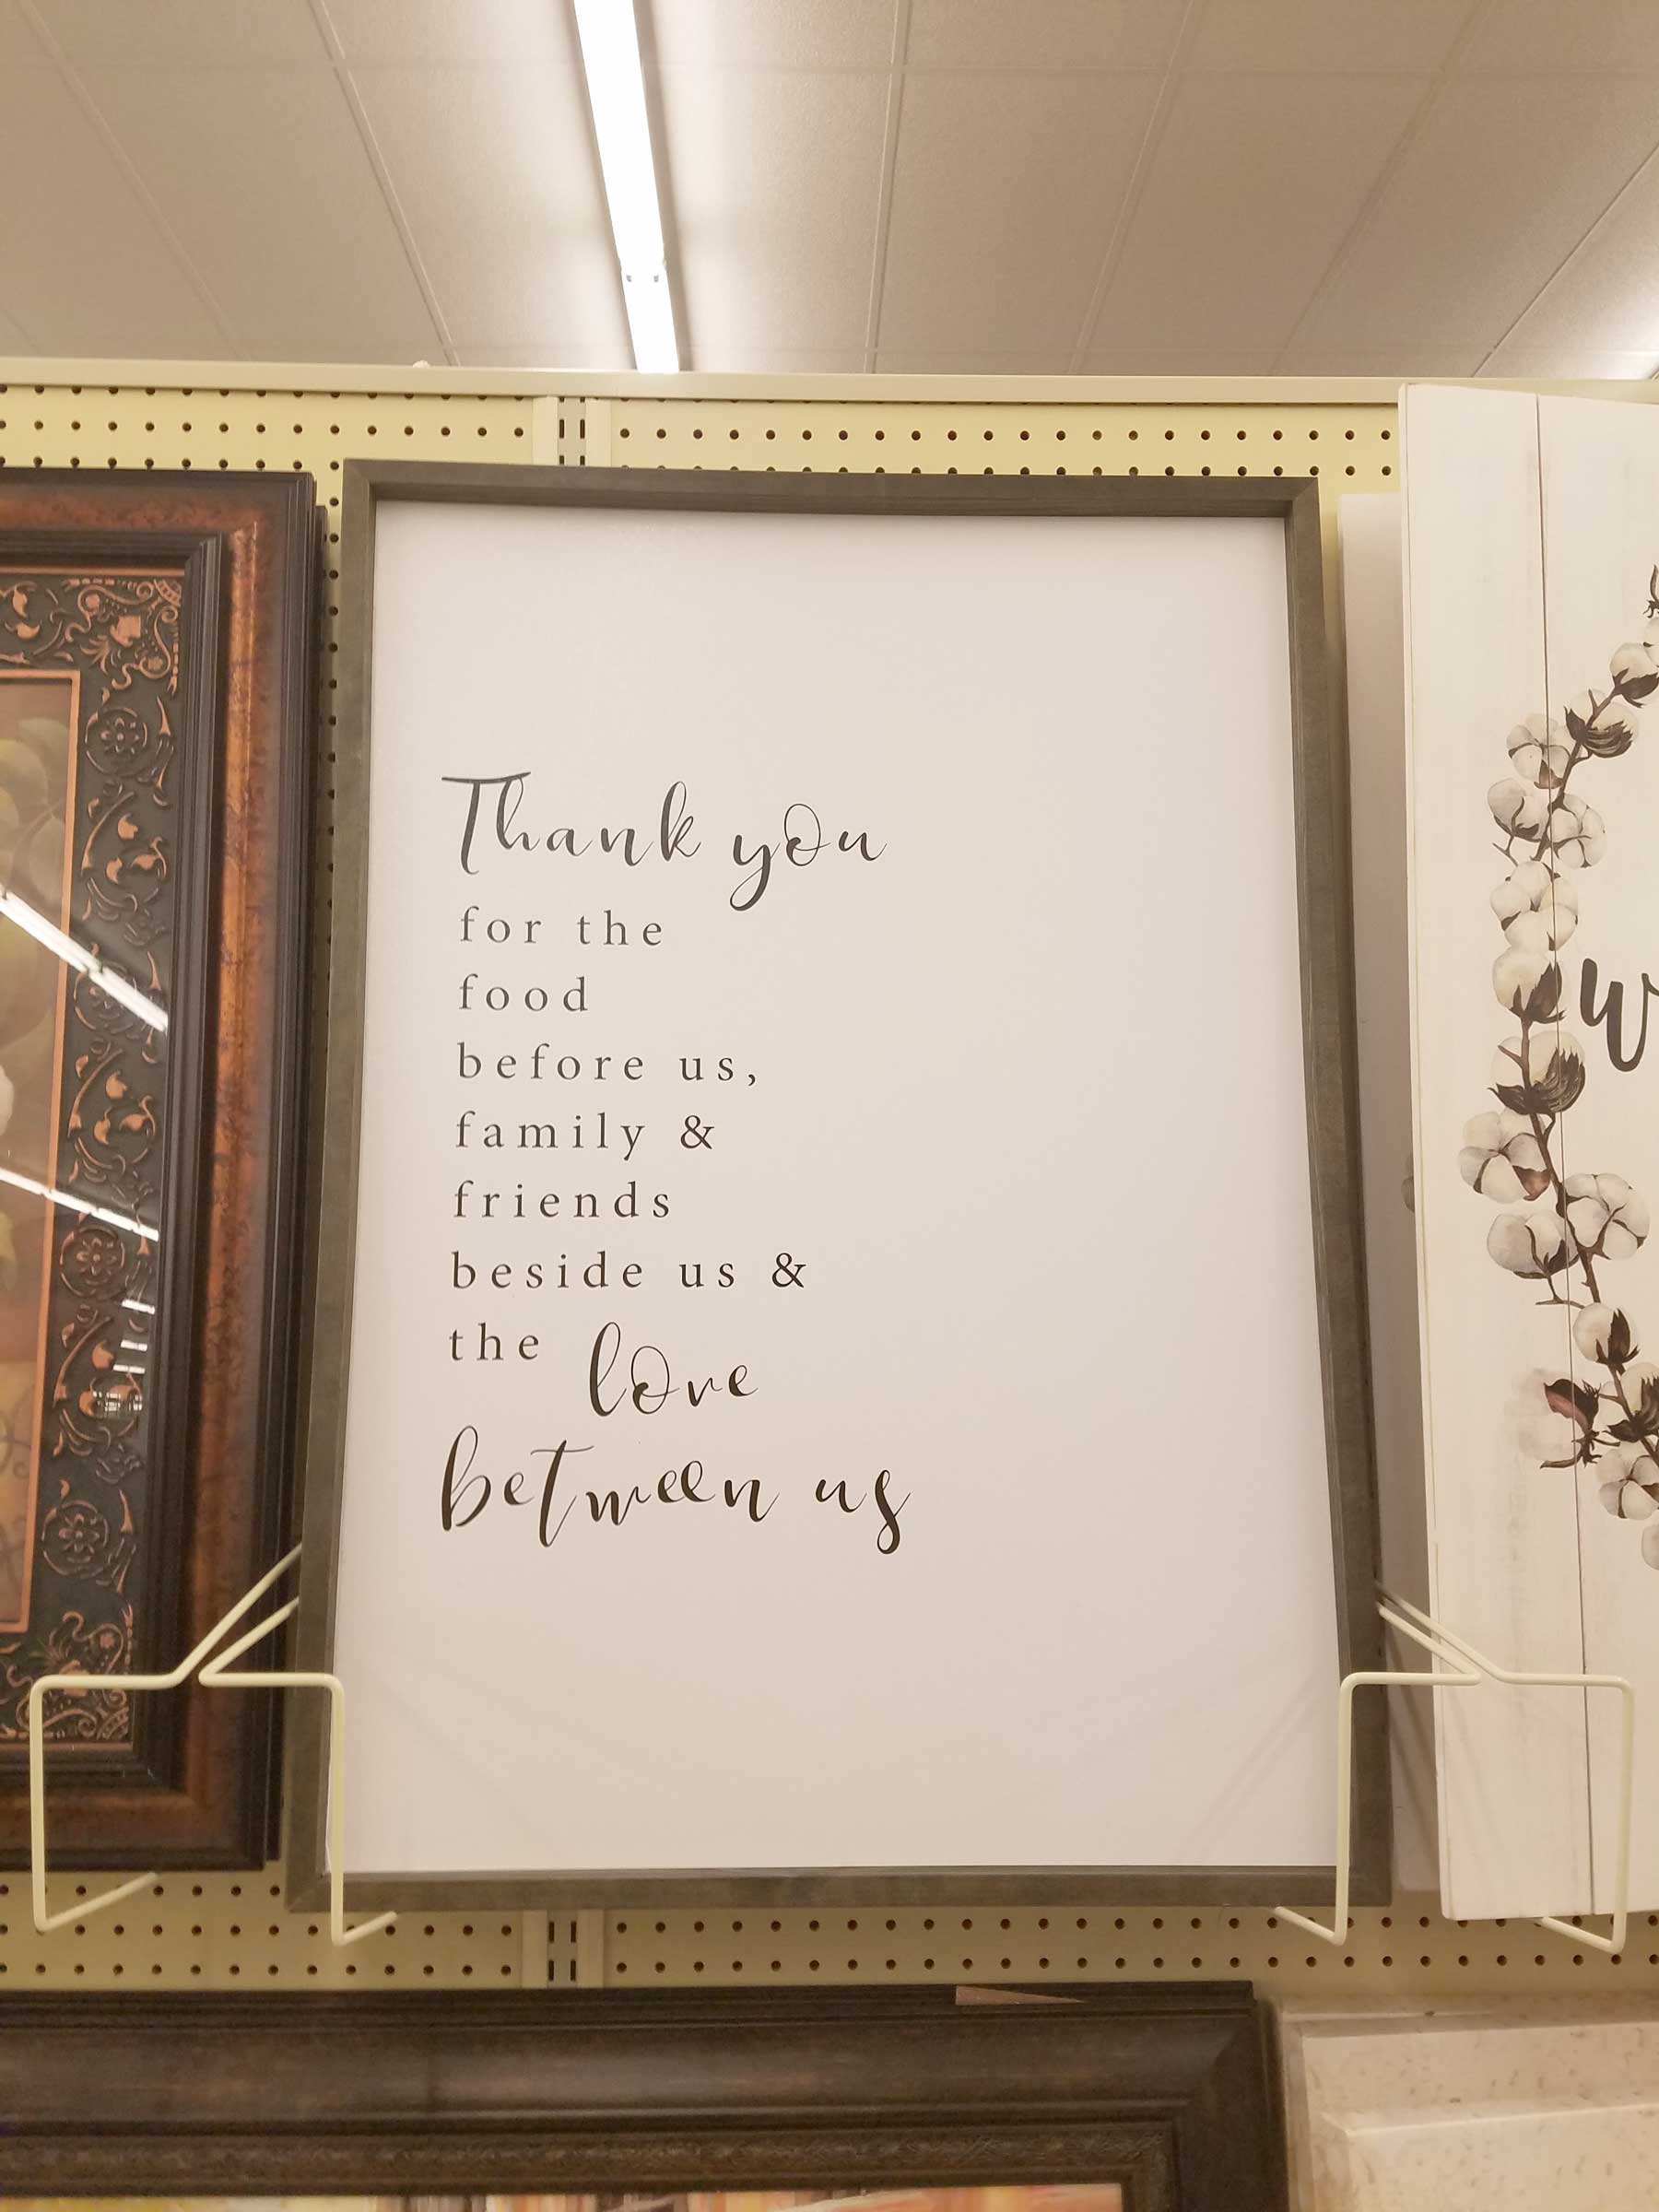 Thank you
for the
food
before us,
family &
friends
beside us &
the love
between us